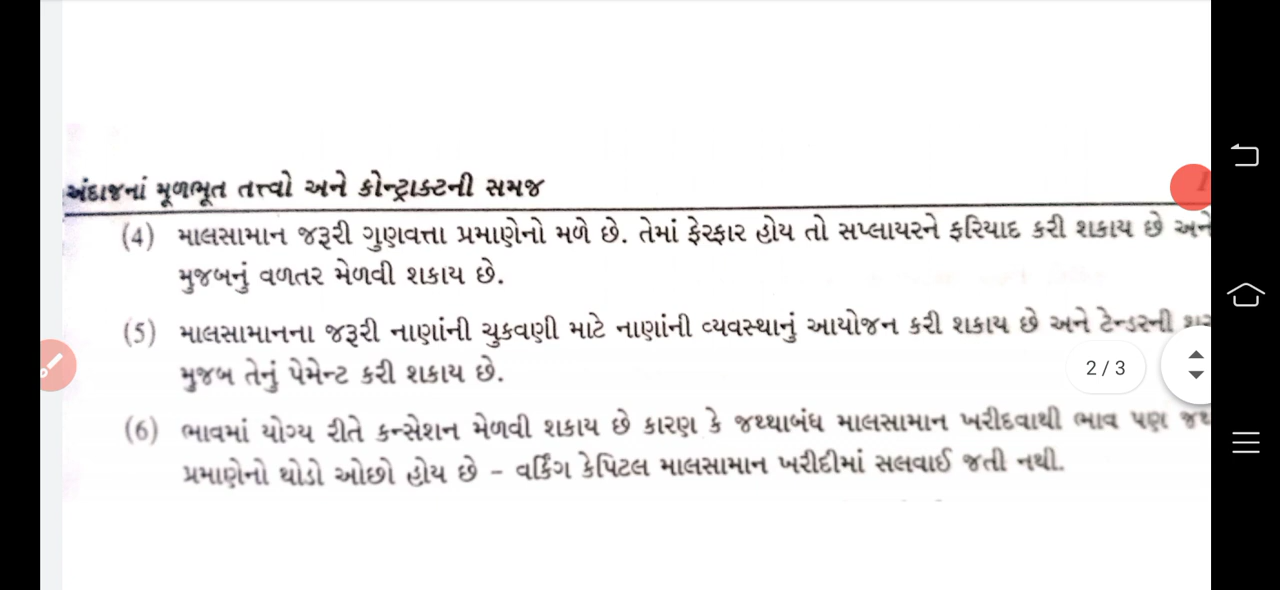 અંદાજનાં મૂળભૂત તત્ત્વો અને કોન્ટ્રાક્ટની સમજ
(4) માલસામાન જરૂરી ગુણવત્તા પ્રમાણેનો મળે છે. તેમાં ફેરફાર હોય તો સપ્લાયરને ફરિયાદ કરી શકાય છે અને
મુજબનું વળતર મેળવી શકાય છે.
(5) માલસામાનના જરૂરી નાણાંની ચુકવણી માટે નાણાંની વ્યવસ્થાનું આયોજન કરી શકાય છે અને ટેન્ડરની
મુજબ તેનું પેમેન્ટ કરી શકાય છે.
2 / 3
(6) ભાવમાં યોગ્ય રીતે કન્સેશન મેળવી શકાય છે કારણ કે જથ્થાબંધ માલસામાન ખરીદવાથી ભાવ પણ
પ્રમાણેનો થોડો ઓછો હોય છે – વર્કિંગ કેપિટલ માલસામાન ખરીદીમાં સલવાઈ જતી નથી.